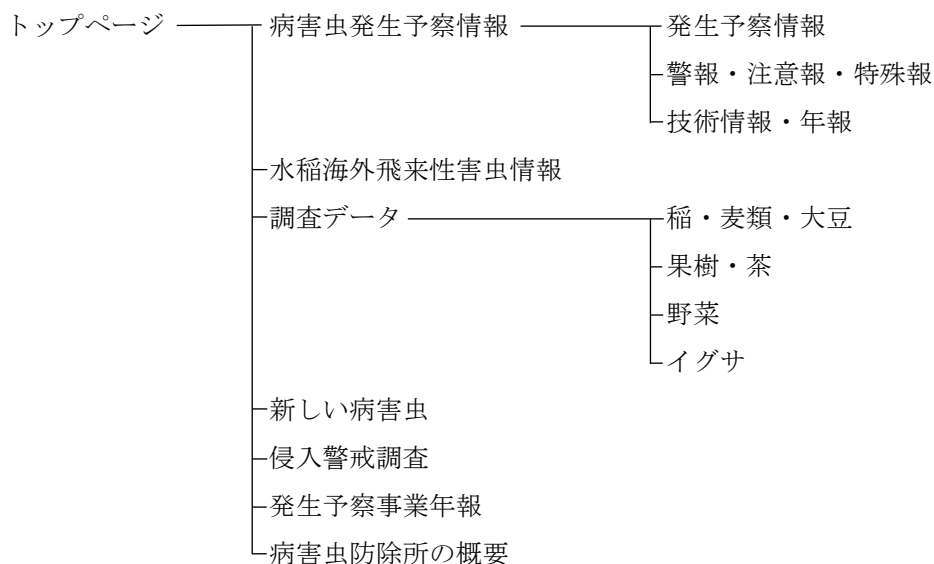 トップページ 病害虫発生予察情報 発生予察情報
警報・注意報・特殊報
技術情報・年報
水稲海外飛来性害虫情報
調査データ 稲・麦類・大豆
果樹・茶
野菜
イグサ
新しい病害虫
侵入警戒調査
発生予察事業年報
病害虫防除所の概要